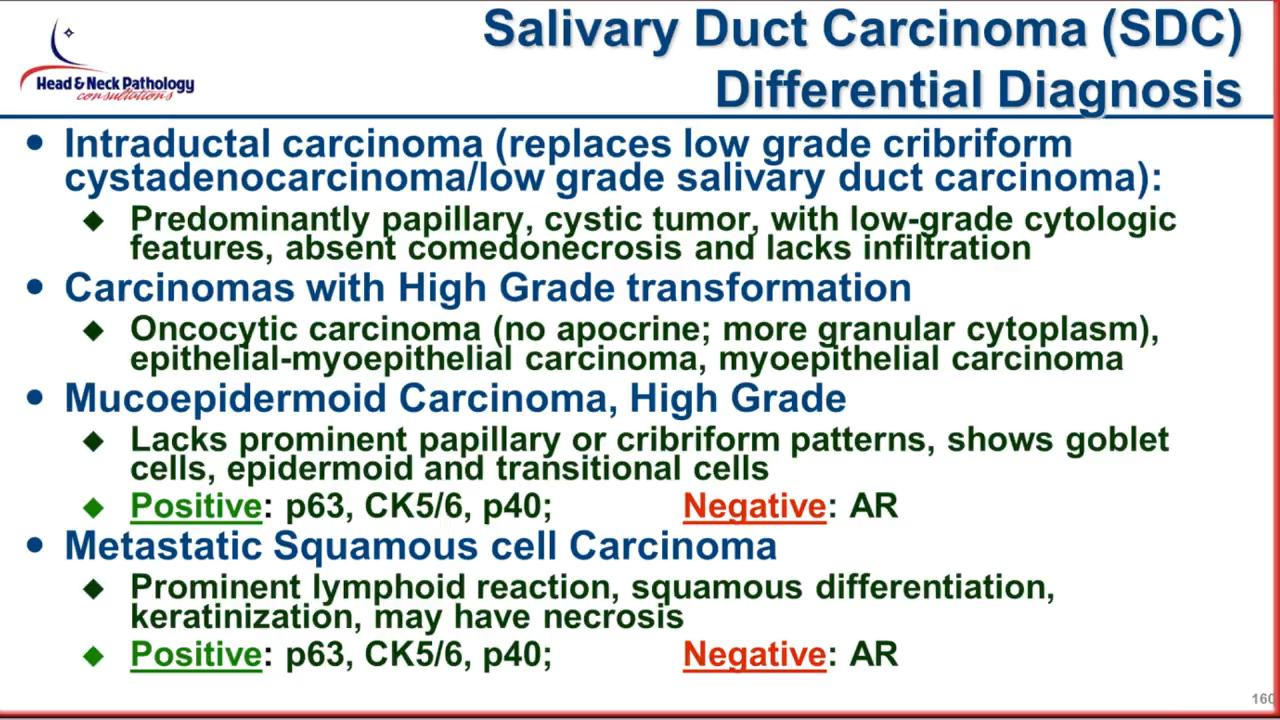 Salivary Duct Carcinoma (SDC)
Differential Diagnosis
Head & Neck Pathology
consultations
• Intraductal carcinoma (replaces low grade cribriform
cystadenocarcinoma/low grade salivary duct carcinoma):
◆ Predominantly papillary, cystic tumor, with low-grade cytologic
features, absent comedonecrosis and lacks infiltration
• Carcinomas with High Grade transformation
◆ Oncocytic carcinoma (no apocrine; more granular cytoplasm),
epithelial-myoepithelial carcinoma, myoepithelial carcinoma
• Mucoepidermoid Carcinoma, High Grade
◆ Lacks prominent papillary or cribriform patterns, shows goblet
cells, epidermoid and transitional cells
◆ Positive: p63, CK5/6, p40; Negative: AR
• Metastatic Squamous cell Carcinoma
◆ Prominent lymphoid reaction, squamous differentiation,
keratinization, may have necrosis
◆ Positive: p63, CK5/6, p40; Negative: AR
160